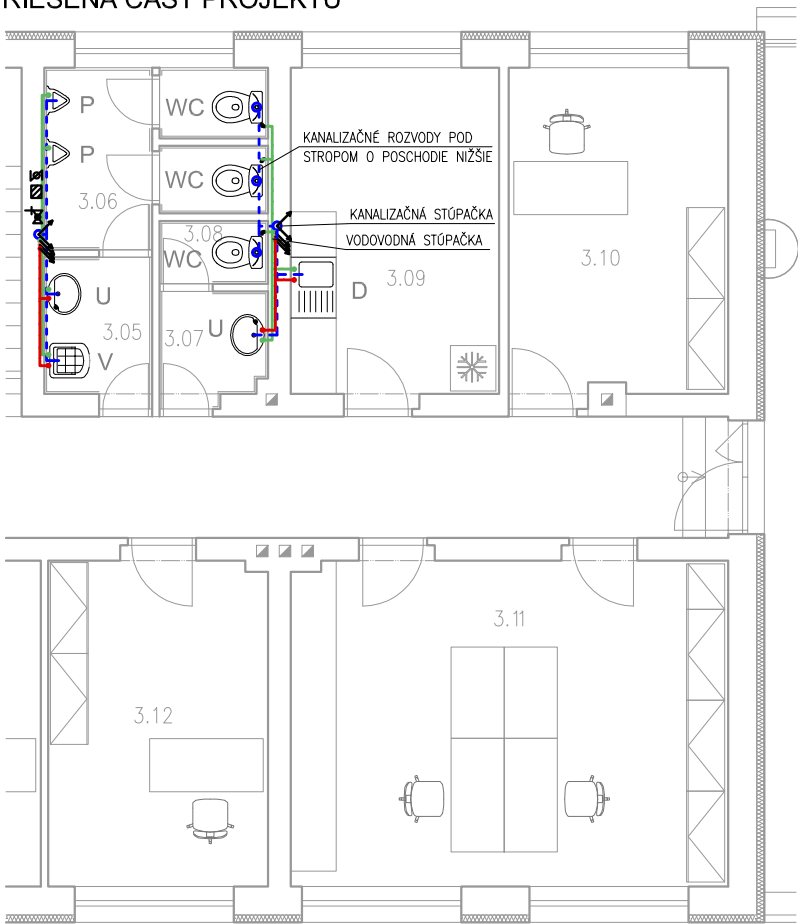 RIEŠENÁ ČASŤ PROJEKTU
P
WC
KANALIZAČNÉ ROZVODY POD
STROPOM O POSCHODIE NIŽŠIE
P
WC
3.06
KANALIZAČNÁ STÚPAČKA
3.08
VODOVODNÁ STÚPAČKA
WC
3.09
3.10
U
D
3.05
3.07
U
V
3.11
3.12